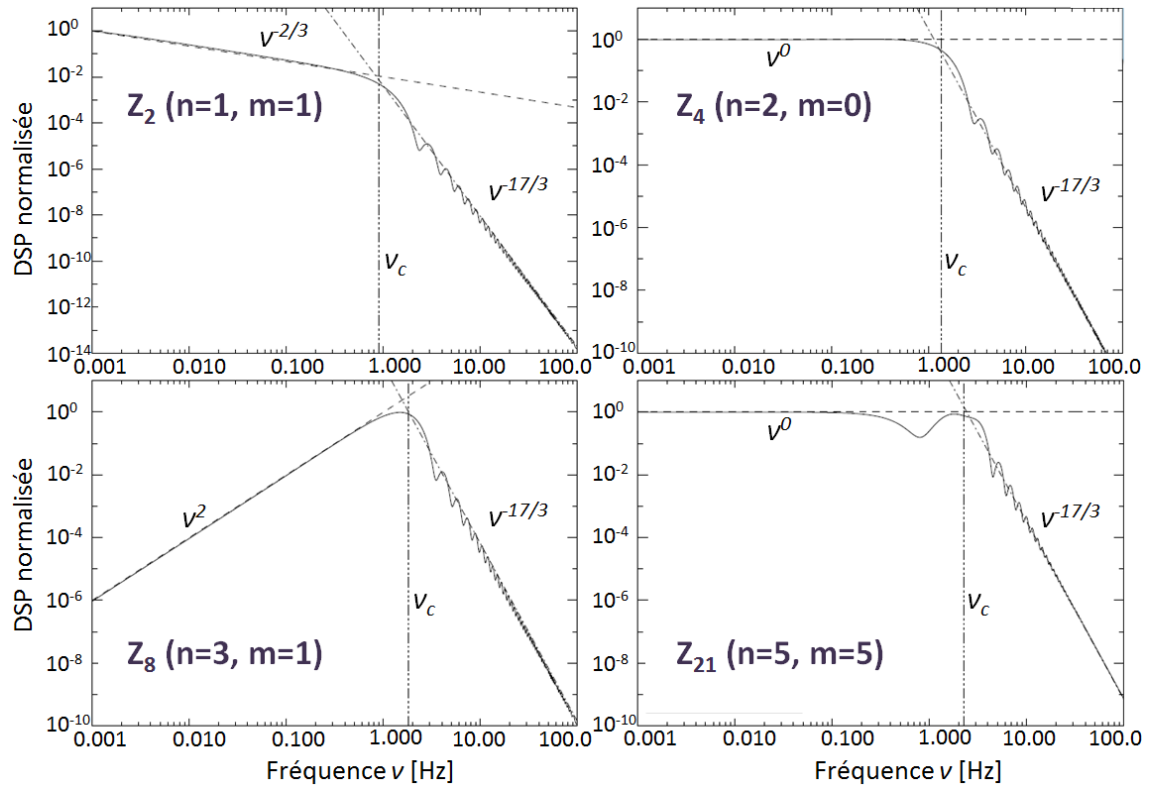 DSP normalisée
10^0
10^-2
10^-4
10^-6
10^-8
10^-10
10^-12
10^-14
ν^-2/3
Z_2 (n=1, m=1)
ν^-17/3
ν_c
0.001 0.010 0.100 1.000 10.00 100.0
10^0
10^-2
10^-4
10^-6
10^-8
10^-10
ν^0
Z_4 (n=2, m=0)
ν^-17/3
ν_c
0.001 0.010 0.100 1.000 10.00 100.0
DSP normalisée
10^0
10^-2
10^-4
10^-6
10^-8
10^-10
ν^2
ν^-17/3
ν_c
Z_8 (n=3, m=1)
0.001 0.010 0.100 1.000 10.00 100.0
Fréquence ν [Hz]
10^0
10^-2
10^-4
10^-6
10^-8
10^-10
ν^0
ν^-17/3
ν_c
Z_21 (n=5, m=5)
0.001 0.010 0.100 1.000 10.00 100.0
Fréquence ν [Hz]